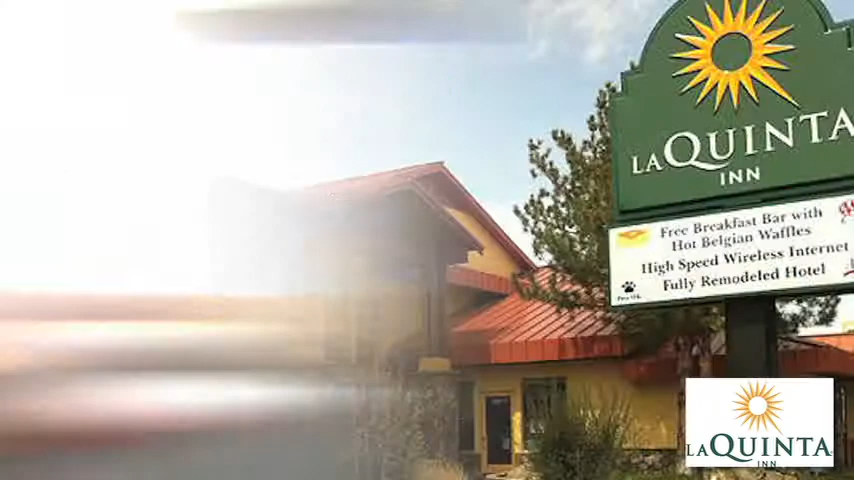 LAQUINTA
INN
Free Breakfast Bar with
Hot Belgian Waffles
High Speed Wireless Internet
Fully Remodeled Hotel
LAQUINTA
INN